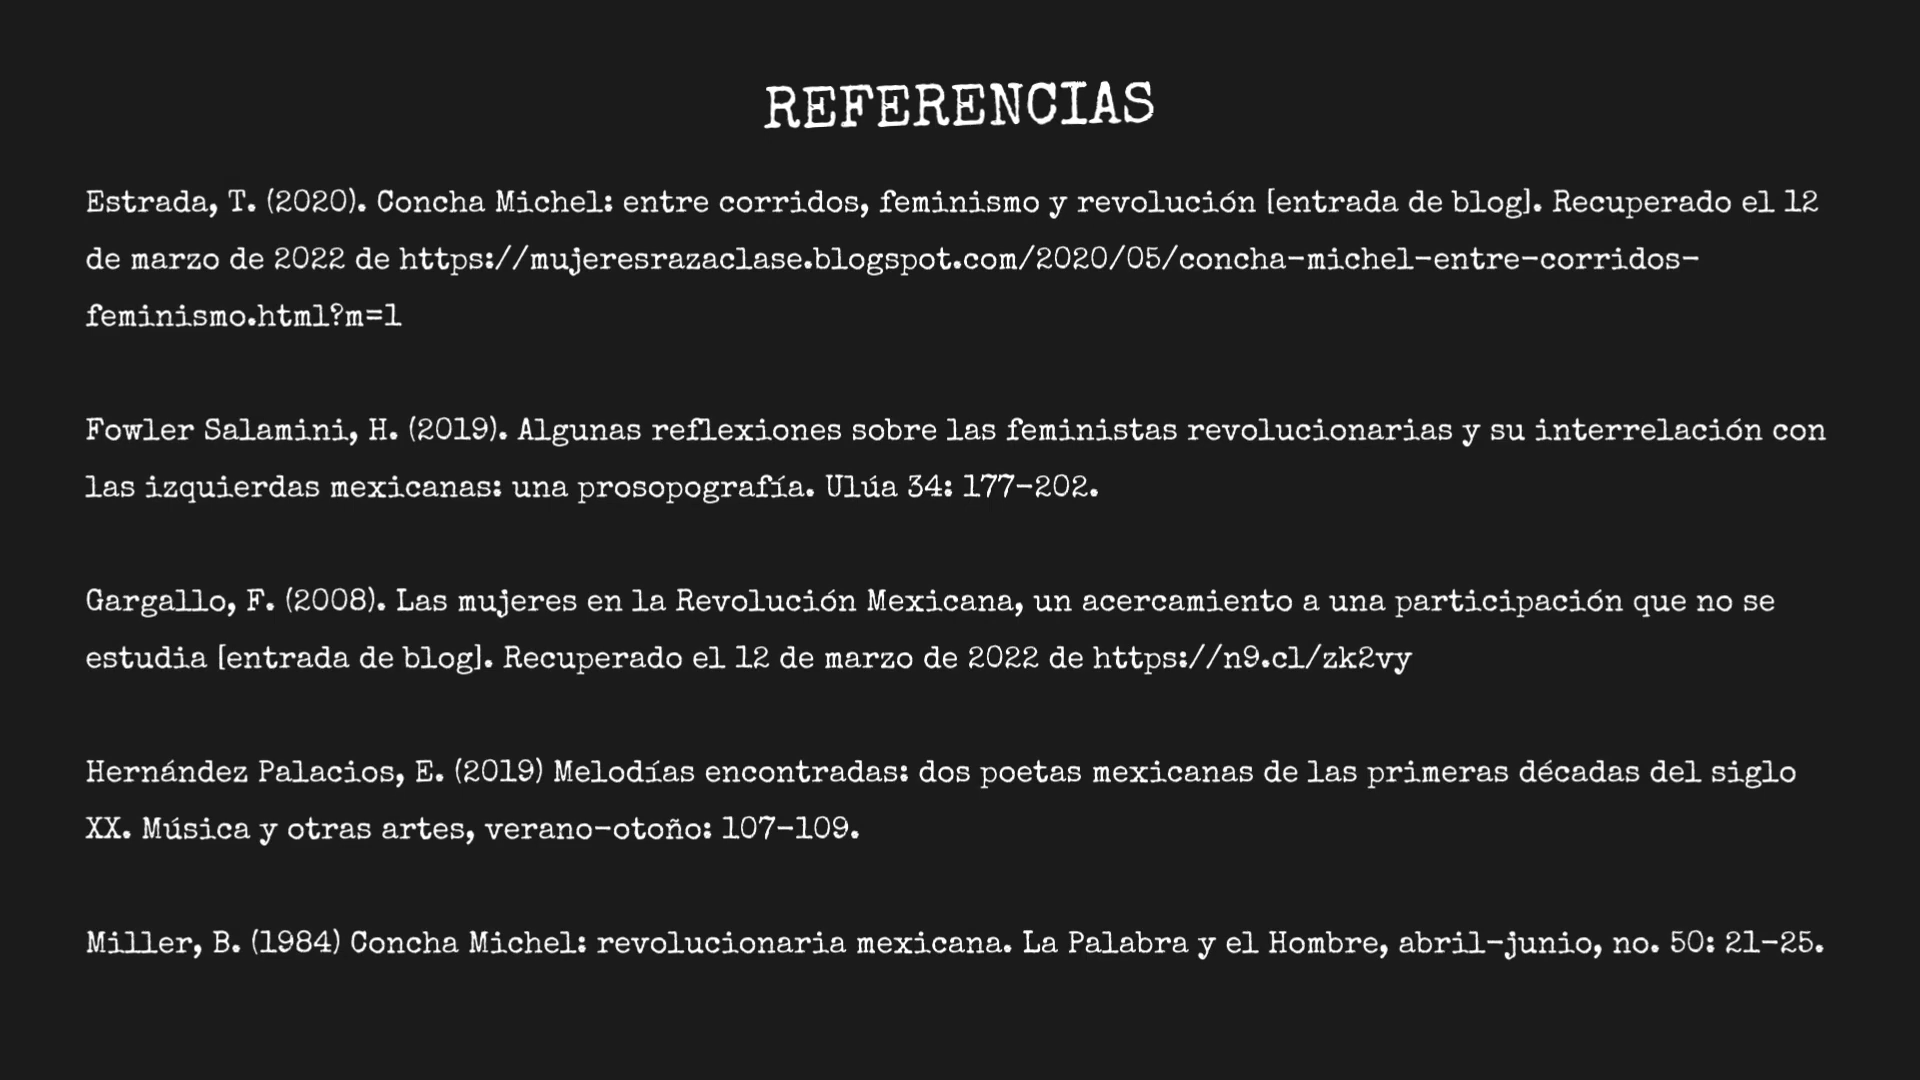 REFERENCIAS
Estrada, T. (2020). Concha Michel: entre corridos, feminismo y revolución [entrada de blog]. Recuperado el 12
de marzo de 2022 de https://mujeresrazaclase.blogspot.com/2020/05/concha-michel-entre-corridos-
feminismo.html?m=1
Fowler Salamini, H. (2019). Algunas reflexiones sobre las feministas revolucionarias y su interrelación con
las izquierdas mexicanas: una prosopografía. Ulúa 34: 177-202.
Gargallo, F. (2008). Las mujeres en la Revolución Mexicana, un acercamiento a una participación que no se
estudia [entrada de blog]. Recuperado el 12 de marzo de 2022 de https://n9.cl/zk2vy
Hernández Palacios, E. (2019) Melodías encontradas: dos poetas mexicanas de las primeras décadas del siglo
XX. Música y otras artes, verano-otoño: 107-109.
Miller, B. (1984) Concha Michel: revolucionaria mexicana. La Palabra y el Hombre, abril-junio, no. 50: 21-25.